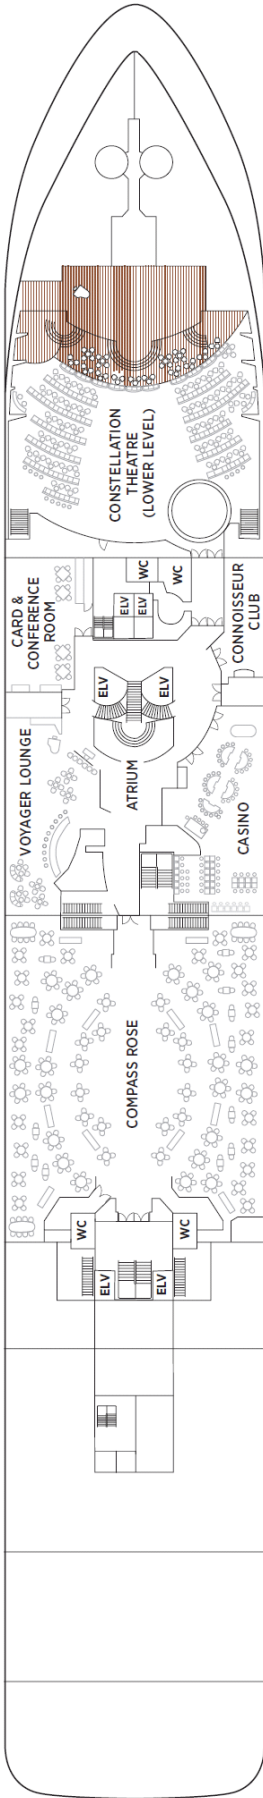 CONSTELLATION
THEATRE
(LOWER LEVEL)
WC
WC
ELV
ELV
CARD &
CONFERENCE
ROOM
CONNOISSEUR
CLUB
ELV
ELV
VOYAGER LOUNGE
ATRIUM
CASINO
COMPASS ROSE
WC
WC
ELV
ELV